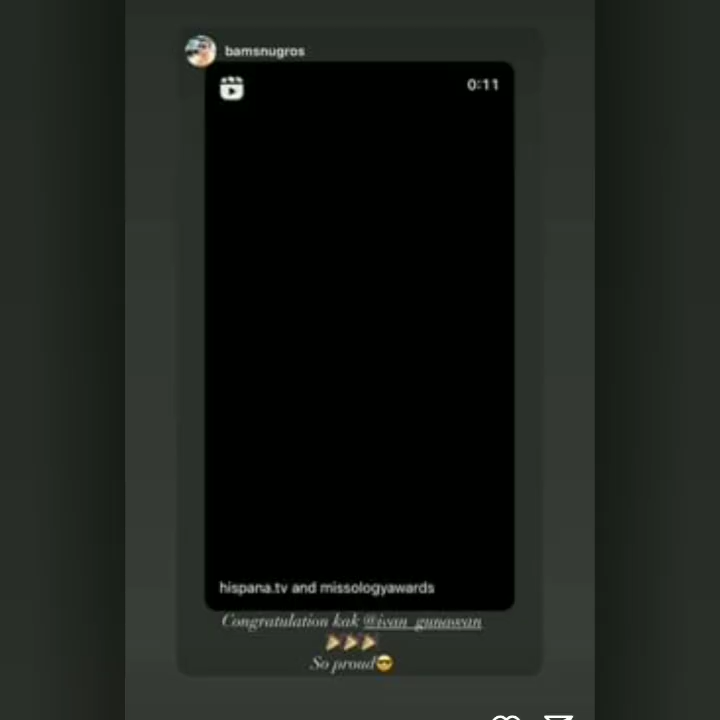 bamsnugros
0:11
hispana.tv and missologyawards
Congratulation kak @ivan_gunawan
🎉🎉🎉
So proud😎